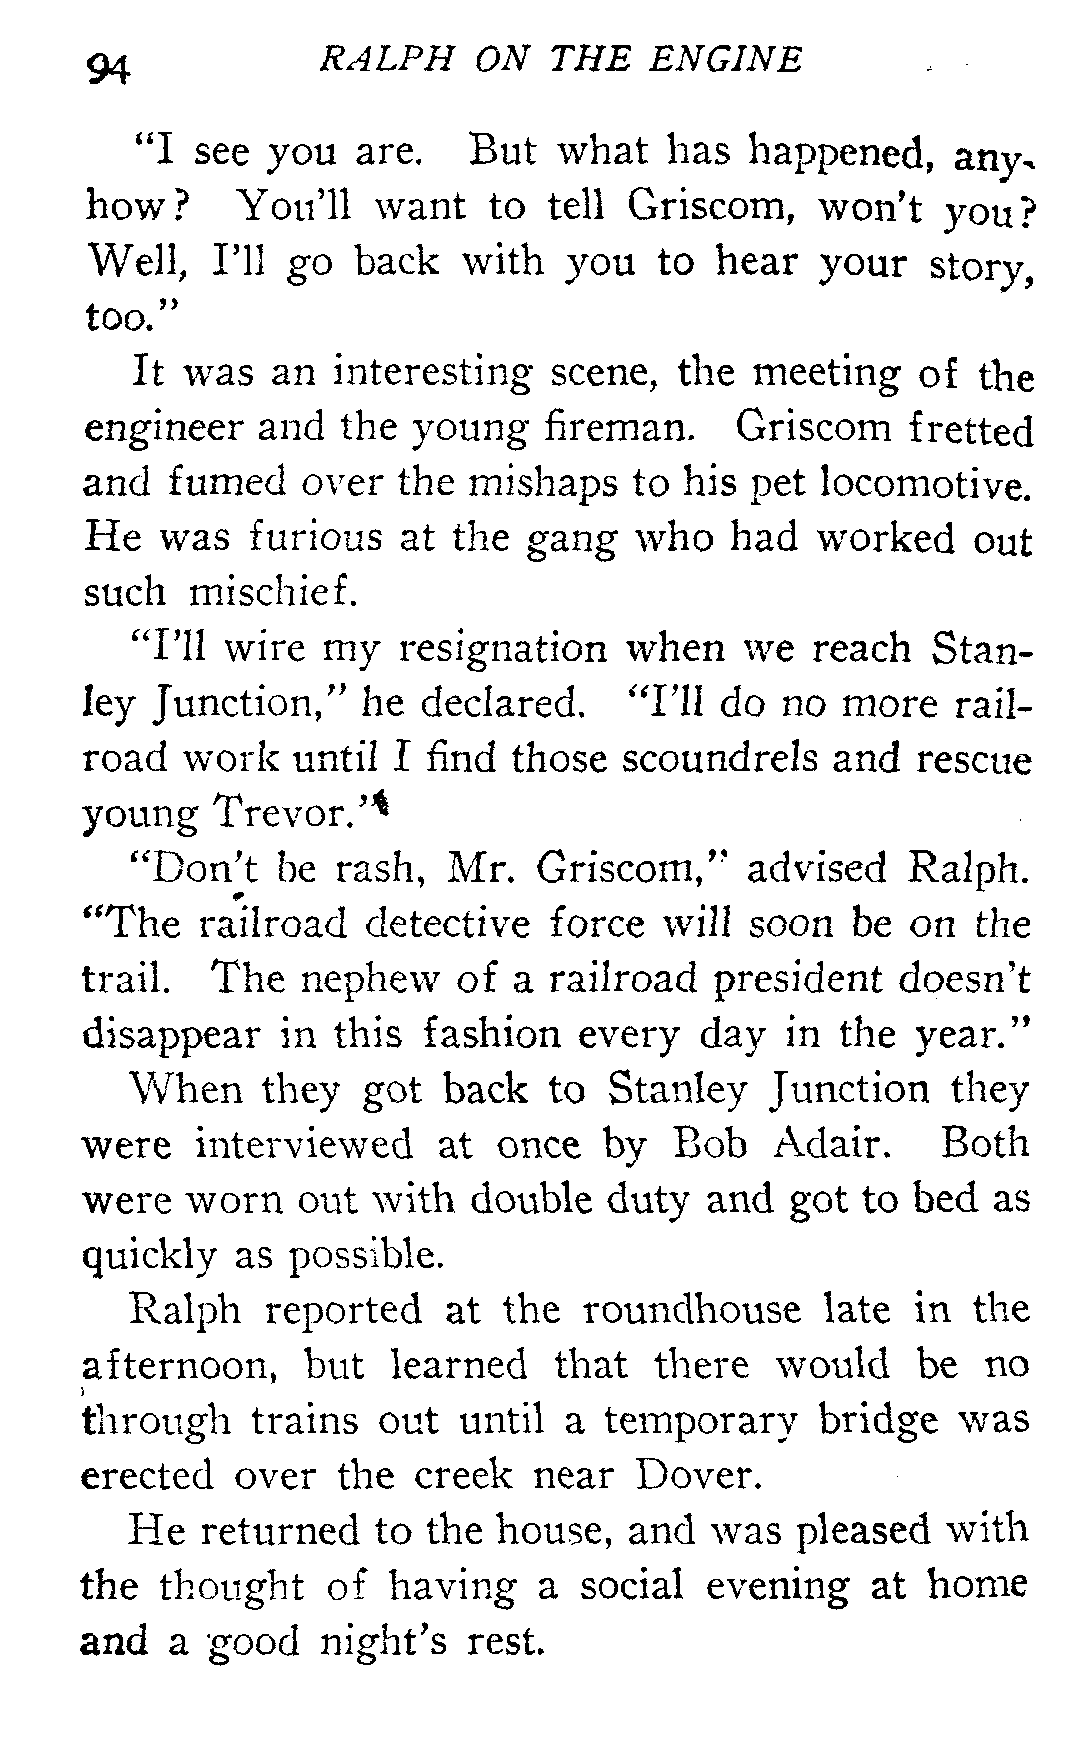 94 RALPH ON THE ENGINE
"I see you are. But what has happened, any-
how? You'll want to tell Griscom, won't you?
Well, I'll go back with you to hear your story,
too."
It was an interesting scene, the meeting of the
engineer and the young fireman. Griscom fretted
and fumed over the mishaps to his pet locomotive.
He was furious at the gang who had worked out
such mischief.
"I'll wire my resignation when we reach Stan-
ley Junction," he declared. "I'll do no more rail-
road work until I find those scoundrels and rescue
young Trevor."
"Don't be rash, Mr. Griscom," advised Ralph.
"The railroad detective force will soon be on the
trail. The nephew of a railroad president doesn't
disappear in this fashion every day in the year."
When they got back to Stanley Junction they
were interviewed at once by Bob Adair. Both
were worn out with double duty and got to bed as
quickly as possible.
Ralph reported at the roundhouse late in the
afternoon, but learned that there would be no
through trains out until a temporary bridge was
erected over the creek near Dover.
He returned to the house, and was pleased with
the thought of having a social evening at home
and a good night's rest.